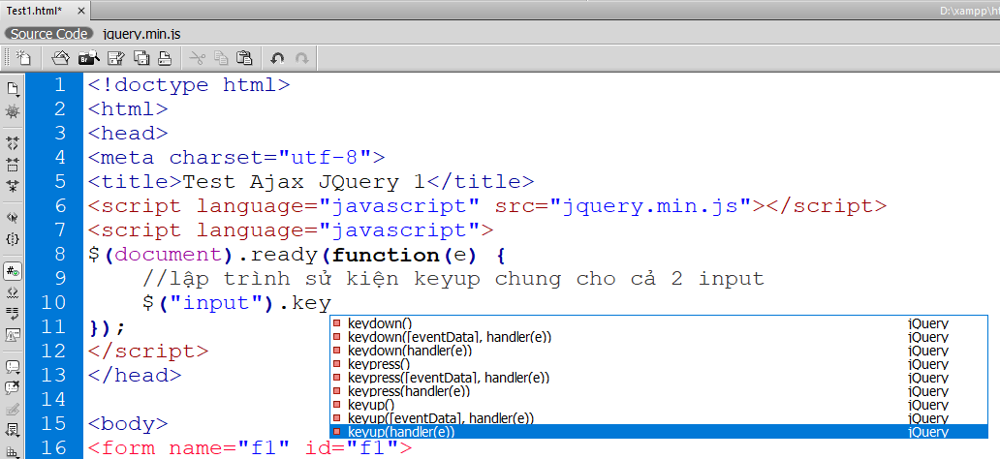 Test1.html* ×
D:\xampp\ht
Source Code jquery.min.js
1 <!doctype html>
2 <html>
3 <head>
4 <meta charset="utf-8">
5 <title>Test Ajax JQuery 1</title>
6 <script language="javascript" src="jquery.min.js"></script>
7 <script language="javascript">
8 $(document).ready(function(e) {
9 //lập trình sử kiện keyup chung cho cả 2 input
10 $("input").key
keydown() jQuery
keydown([eventData], handler(e)) jQuery
keydown(handler(e)) jQuery
keypress() jQuery
keypress([eventData], handler(e)) jQuery
keypress(handler(e)) jQuery
keyup() jQuery
keyup([eventData], handler(e)) jQuery
keyup(handler(e)) jQuery
11 });
12 </script>
13 </head>
14
15 <body>
16 <form name="f1" id="f1">